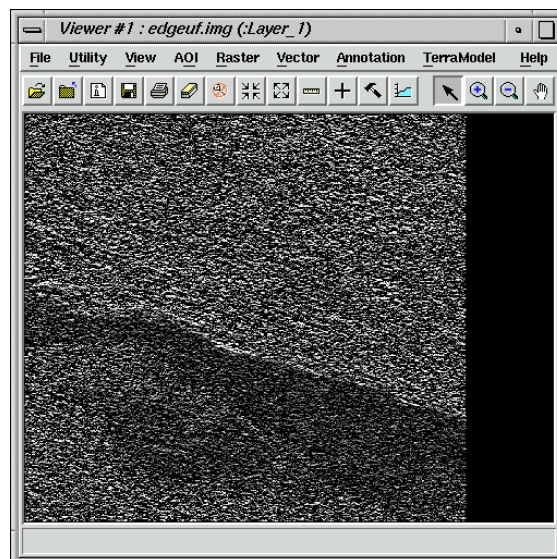 Viewer #1 : edgeuf.img (:Layer_1)
File Utility View AOI Raster Vector Annotation TerraModel Help